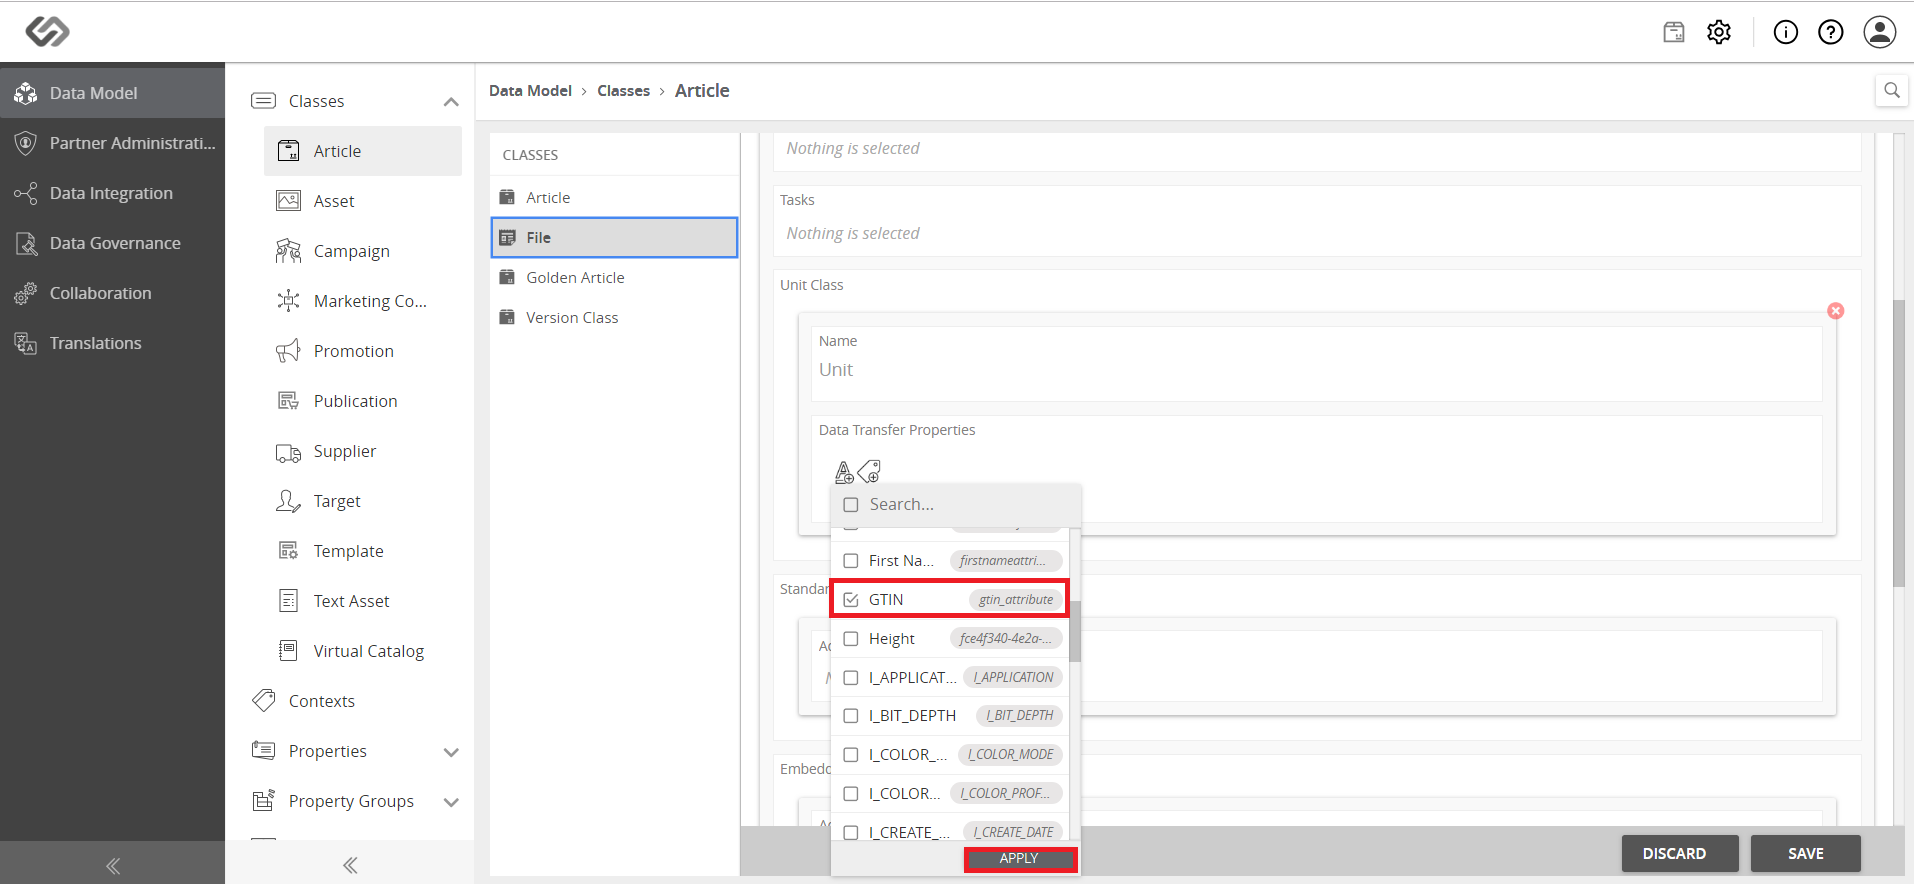 Data Model
Partner Administrati...
Data Integration
Data Governance
Collaboration
Translations
Classes
Article
Asset
Campaign
Marketing Co...
Promotion
Publication
Supplier
Target
Template
Text Asset
Virtual Catalog
Contexts
Properties
Property Groups
Data Model > Classes > Article
CLASSES
Article
File
Golden Article
Version Class
Nothing is selected
Tasks
Nothing is selected
Unit Class
Name
Unit
Data Transfer Properties
Search...
First Na... firstnameattri...
GTIN gtin_attribute
Height fce4f340-4e2a-...
I_APPLICAT... I_APPLICATION
I_BIT_DEPTH I_BIT_DEPTH
I_COLOR_... I_COLOR_MODE
I_COLOR... I_COLOR_PROF...
I_CREATE_... I_CREATE_DATE
APPLY
DISCARD
SAVE